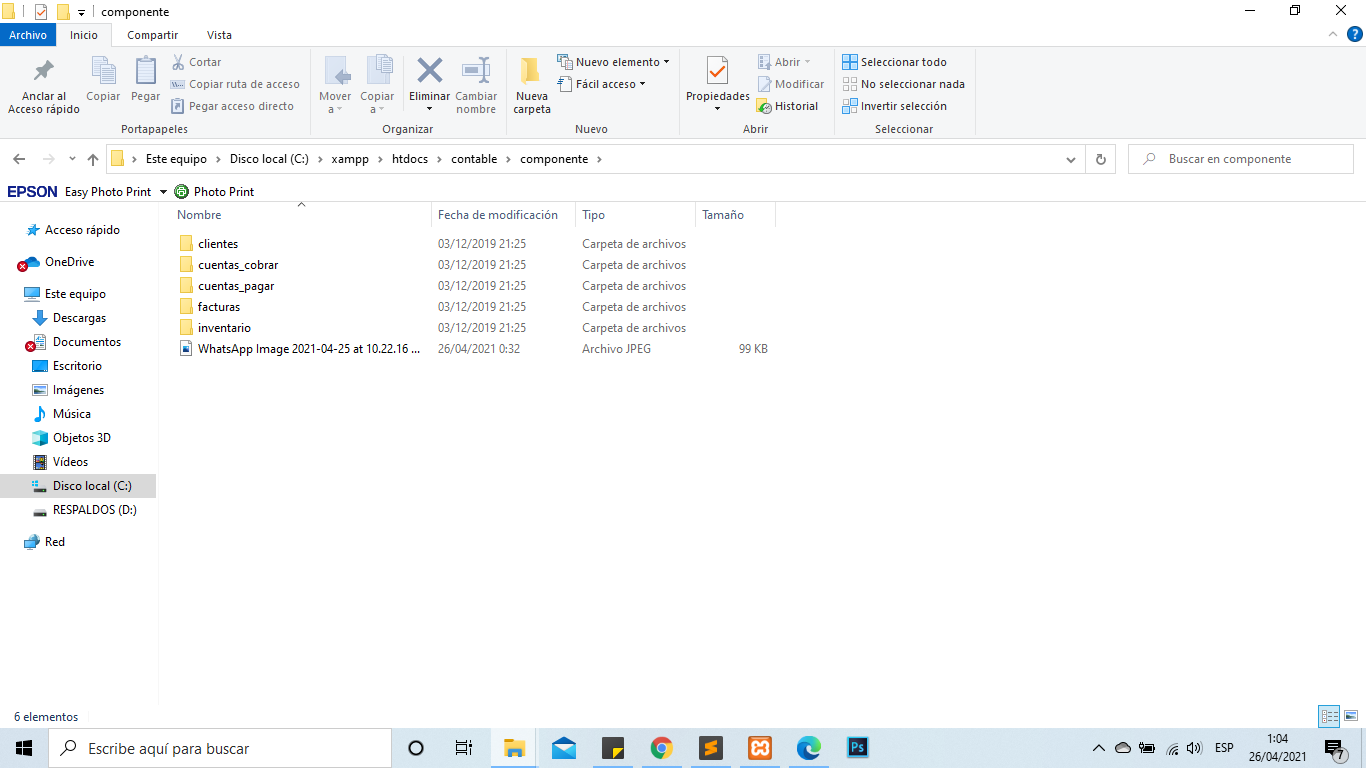 componente
Archivo Inicio Compartir Vista
Anclar al Acceso rápido
Copiar
Pegar
Cortar
Copiar ruta de acceso
Pegar acceso directo
Portapapeles
Mover a
Copiar a
Eliminar
Cambiar nombre
Organizar
Nueva carpeta
Nuevo elemento
Fácil acceso
Nuevo
Propiedades
Abrir
Modificar
Historial
Abrir
Seleccionar todo
No seleccionar nada
Invertir selección
Seleccionar
Este equipo > Disco local (C:) > xampp > htdocs > contable > componente >
Buscar en componente
EPSON Easy Photo Print Photo Print
Acceso rápido
OneDrive
Este equipo
Descargas
Documentos
Escritorio
Imágenes
Música
Objetos 3D
Vídeos
Disco local (C:)
RESPALDOS (D:)
Red
Nombre Fecha de modificación Tipo Tamaño
clientes 03/12/2019 21:25 Carpeta de archivos
cuentas_cobrar 03/12/2019 21:25 Carpeta de archivos
cuentas_pagar 03/12/2019 21:25 Carpeta de archivos
facturas 03/12/2019 21:25 Carpeta de archivos
inventario 03/12/2019 21:25 Carpeta de archivos
WhatsApp Image 2021-04-25 at 10.22.16 ... 26/04/2021 0:32 Archivo JPEG 99 KB
6 elementos
Escribe aquí para buscar
Ps
ESP
1:04
26/04/2021
7